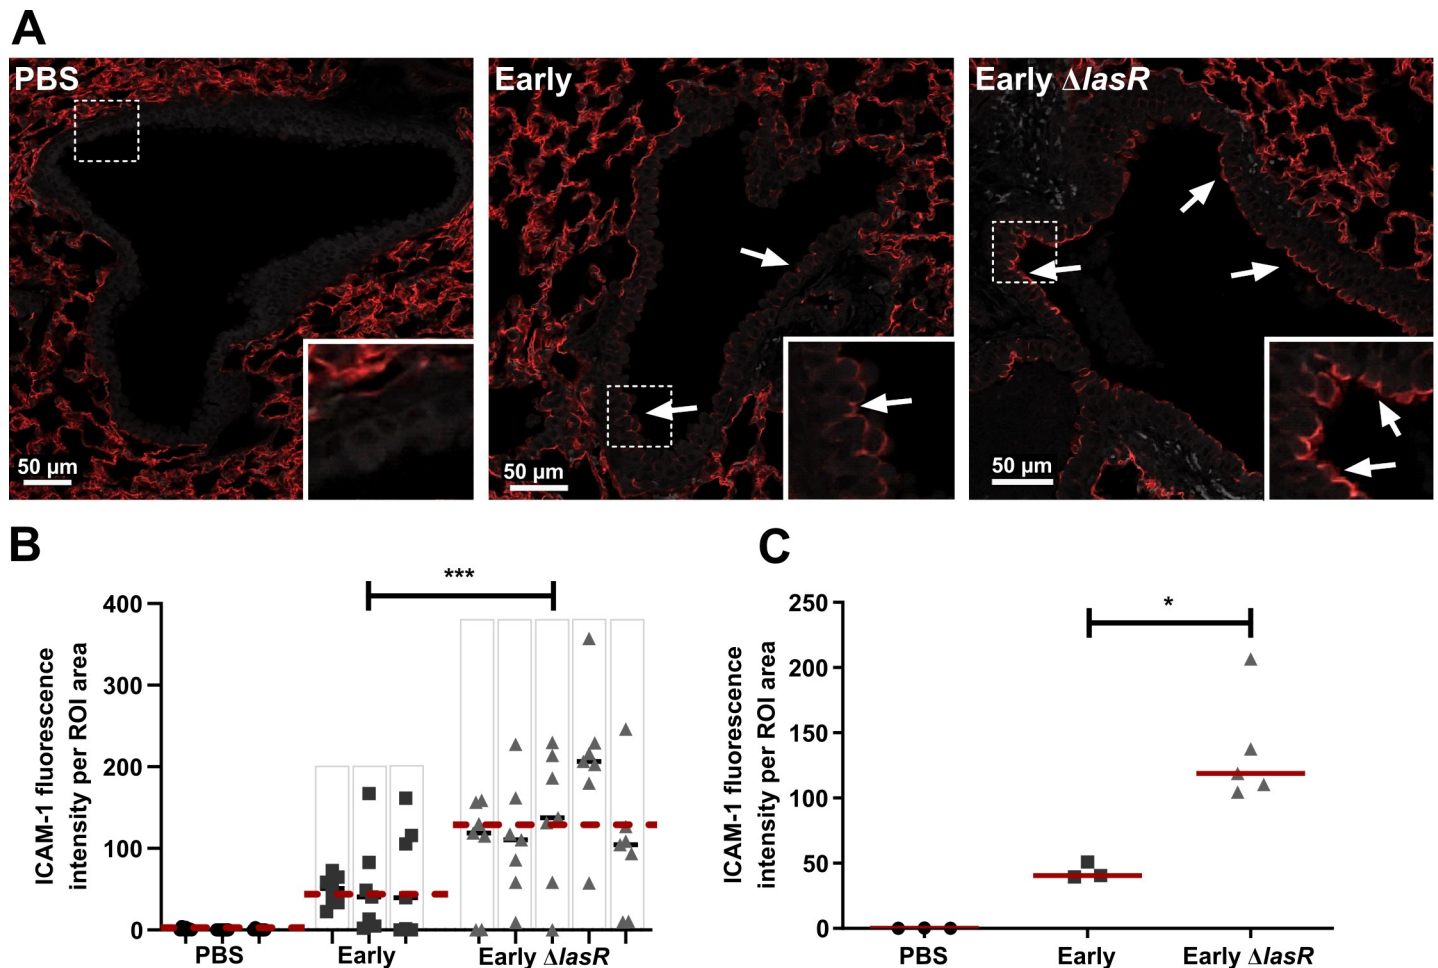 A
PBS
Early
Early ΔlasR
50 µm
50 µm
50 µm
B
ICAM-1 fluorescence
intensity per ROI area
400
300
200
100
0
***
PBS
Early
Early ΔlasR
C
ICAM-1 fluorescence
intensity per ROI area
250
200
150
100
50
0
*
PBS
Early
Early ΔlasR